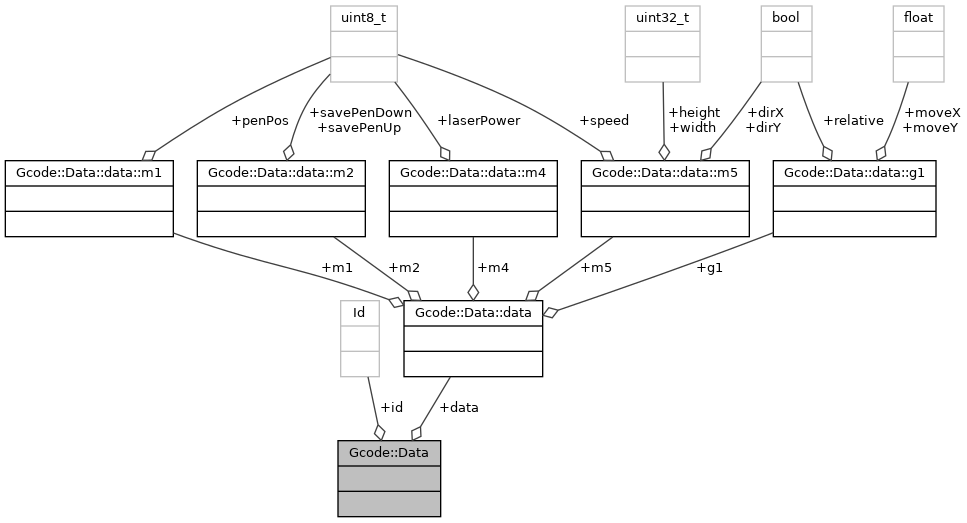 uint8_t
uint32_t
bool
float
+penPos
+savePenDown
+savePenUp
+laserPower
+speed
+height
+width
+dirX
+dirY
+relative
+moveX
+moveY
Gcode::Data::data::m1
Gcode::Data::data::m2
Gcode::Data::data::m4
Gcode::Data::data::m5
Gcode::Data::data::g1
+m1
+m2
+m4
+m5
+g1
Id
Gcode::Data::data
+id
+data
Gcode::Data